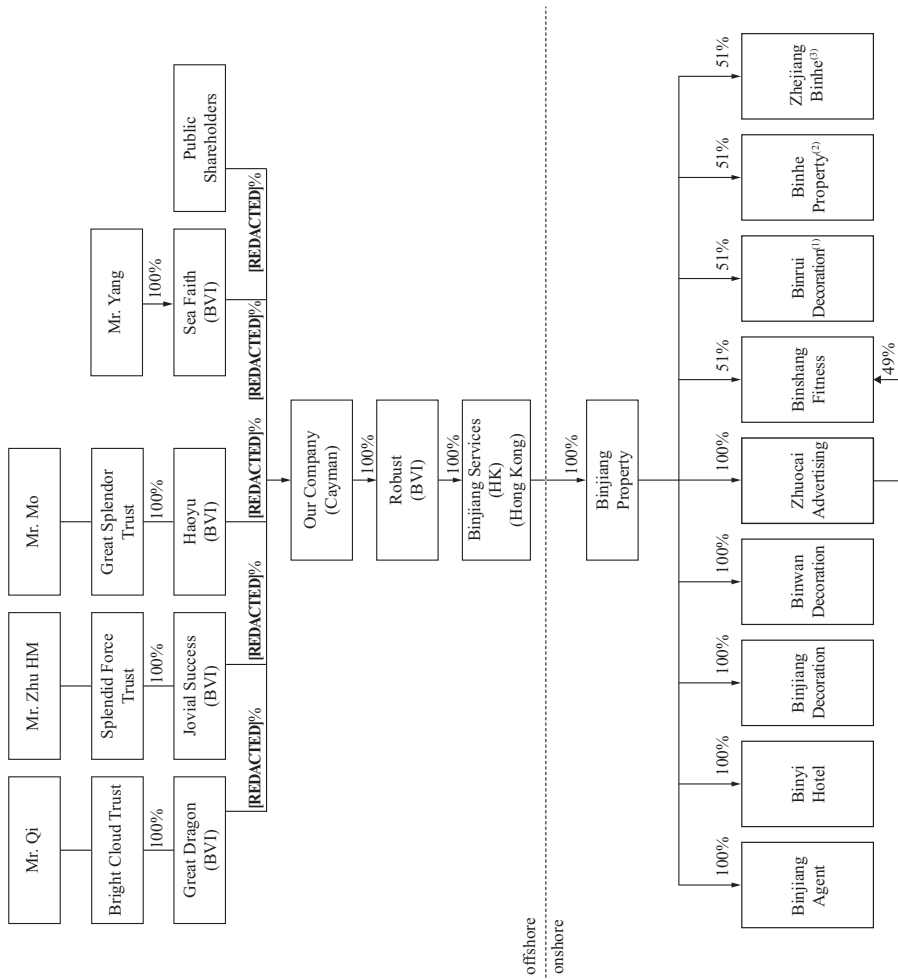 Mr. Qi
Mr. Zhu HM
Mr. Mo
Mr. Yang
Bright Cloud Trust
Splendid Force
Trust
Great Splendor
Trust
100%
100%
100%
100%
Great Dragon
(BVI)
Jovial Success
(BVI)
Haoyu
(BVI)
Sea Faith
(BVI)
Public
Shareholders
[REDACTED]%
[REDACTED]%
[REDACTED]%
[REDACTED]%
[REDACTED]%
Our Company
(Cayman)
100%
Robust
(BVI)
100%
Binjiang Services
(HK)
(Hong Kong)
offshore
onshore
100%
Binjiang
Property
100%
100%
100%
100%
100%
51%
51%
51%
51%
Binjiang
Agent
Binyi
Hotel
Binjiang
Decoration
Binwan
Decoration
Zhuocai
Advertising
Binshang
Fitness
Binrui
Decoration(1)
Binhe
Property(2)
Zhejiang
Binhe(3)
49%